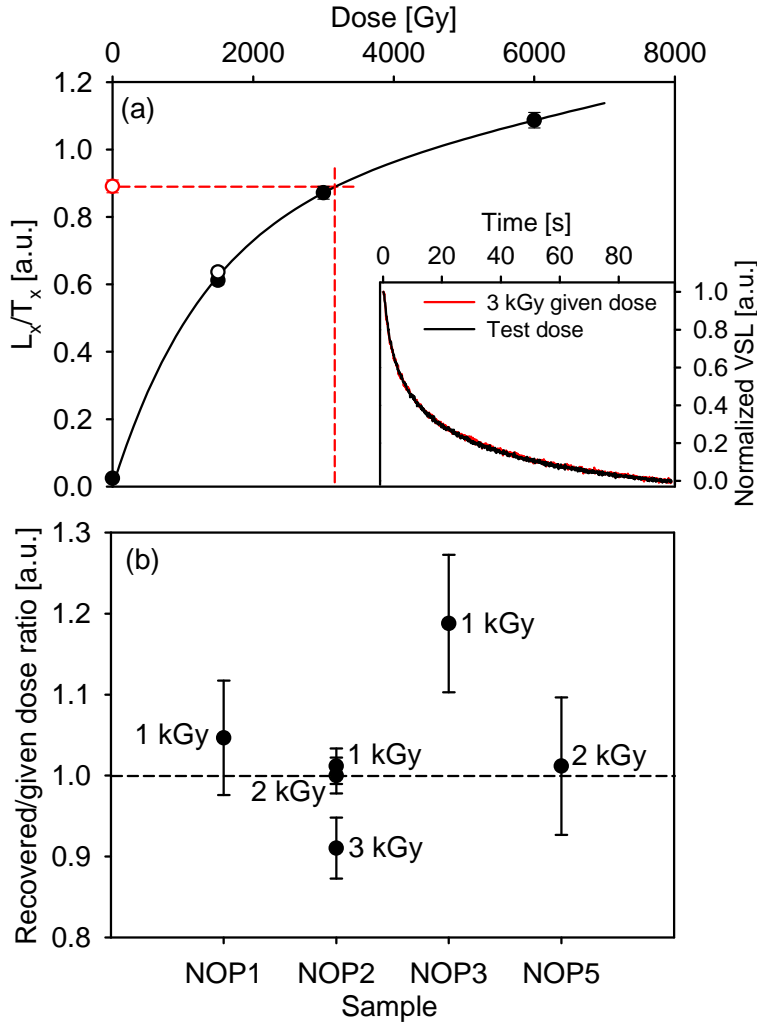 Dose [Gy]
0 2000 4000 6000 8000
(a)
L_x/T_x [a.u.]
1.2
1.0
0.8
0.6
0.4
0.2
0.0
Time [s]
0 20 40 60 80
3 kGy given dose
Test dose
Normalized VSL [a.u.]
1.0
0.8
0.6
0.4
0.2
0.0
(b)
Recovered/given dose ratio [a.u.]
1.3
1.2
1.1
1.0
0.9
0.8
1 kGy
1 kGy
2 kGy
3 kGy
1 kGy
2 kGy
NOP1 NOP2 NOP3 NOP5
Sample